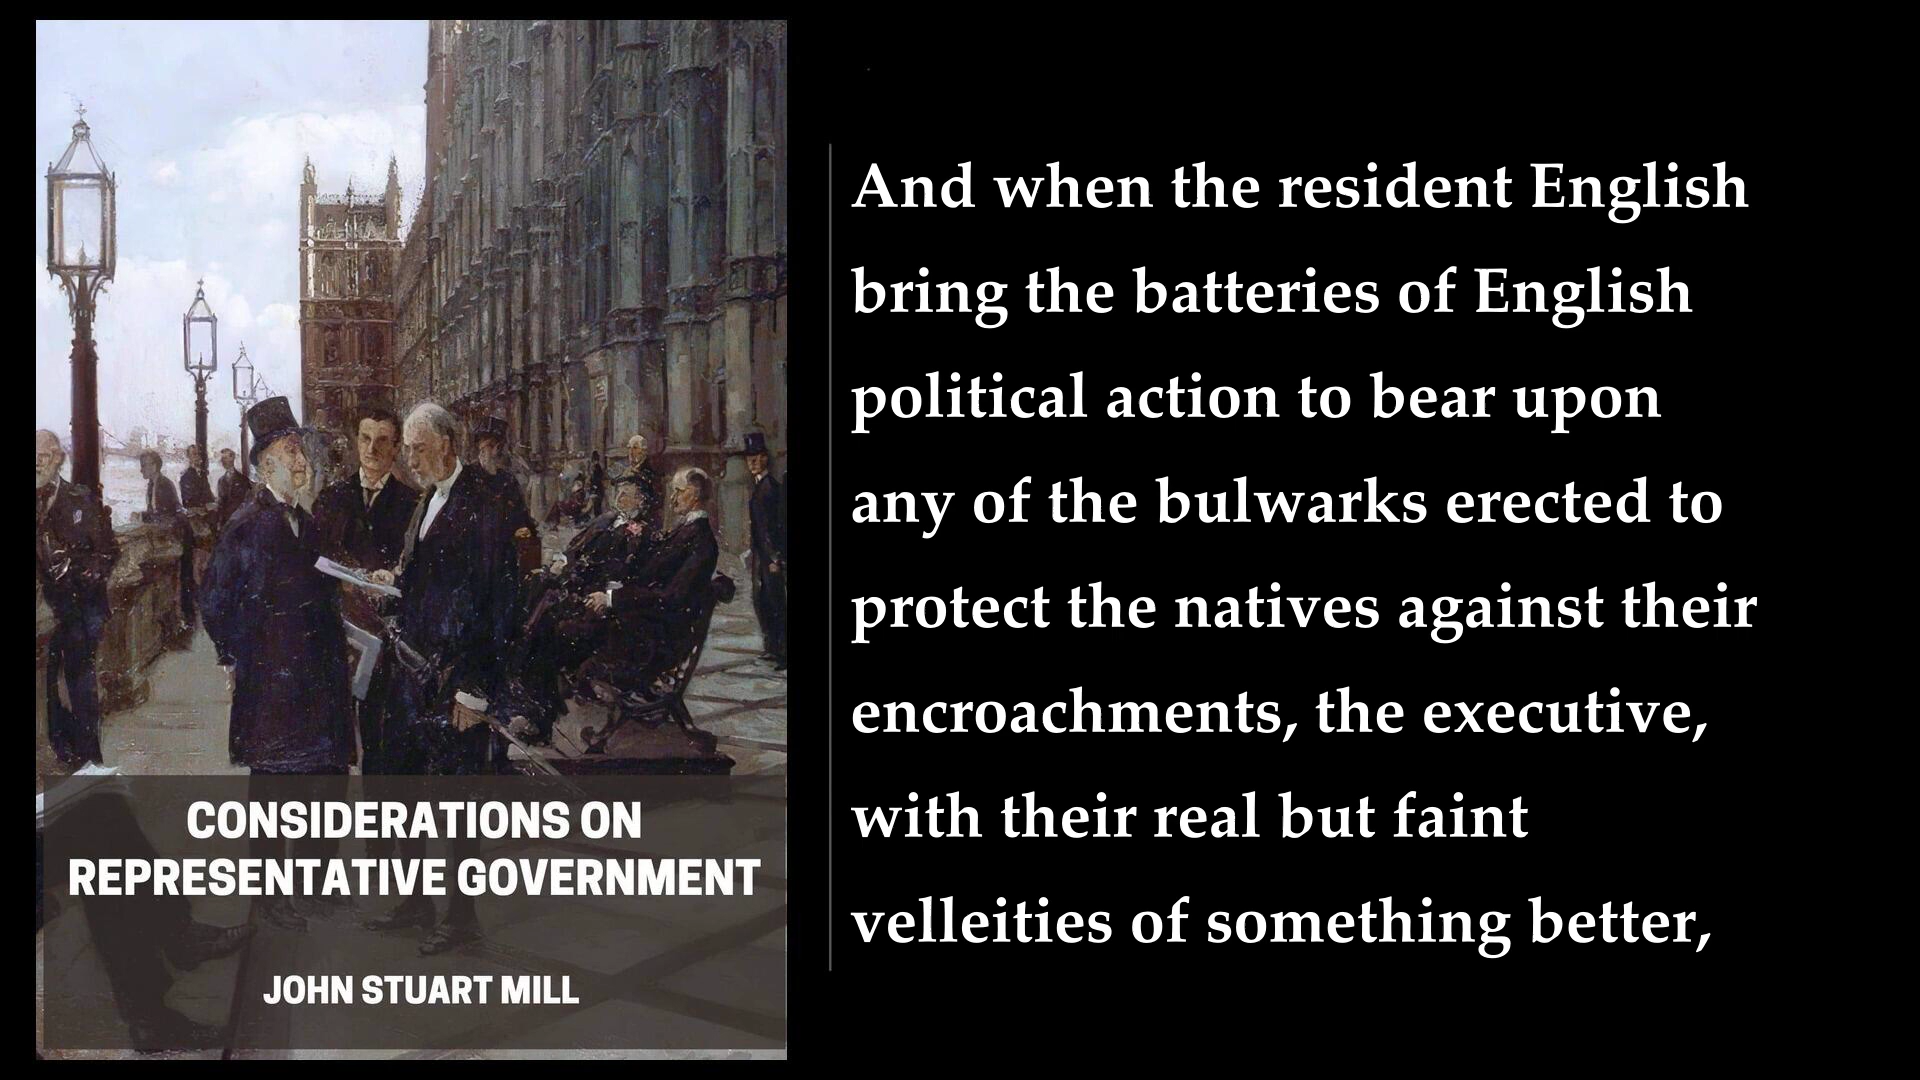 CONSIDERATIONS ON
REPRESENTATIVE GOVERNMENT
JOHN STUART MILL
And when the resident English
bring the batteries of English
political action to bear upon
any of the bulwarks erected to
protect the natives against their
encroachments, the executive,
with their real but faint
velleities of something better,